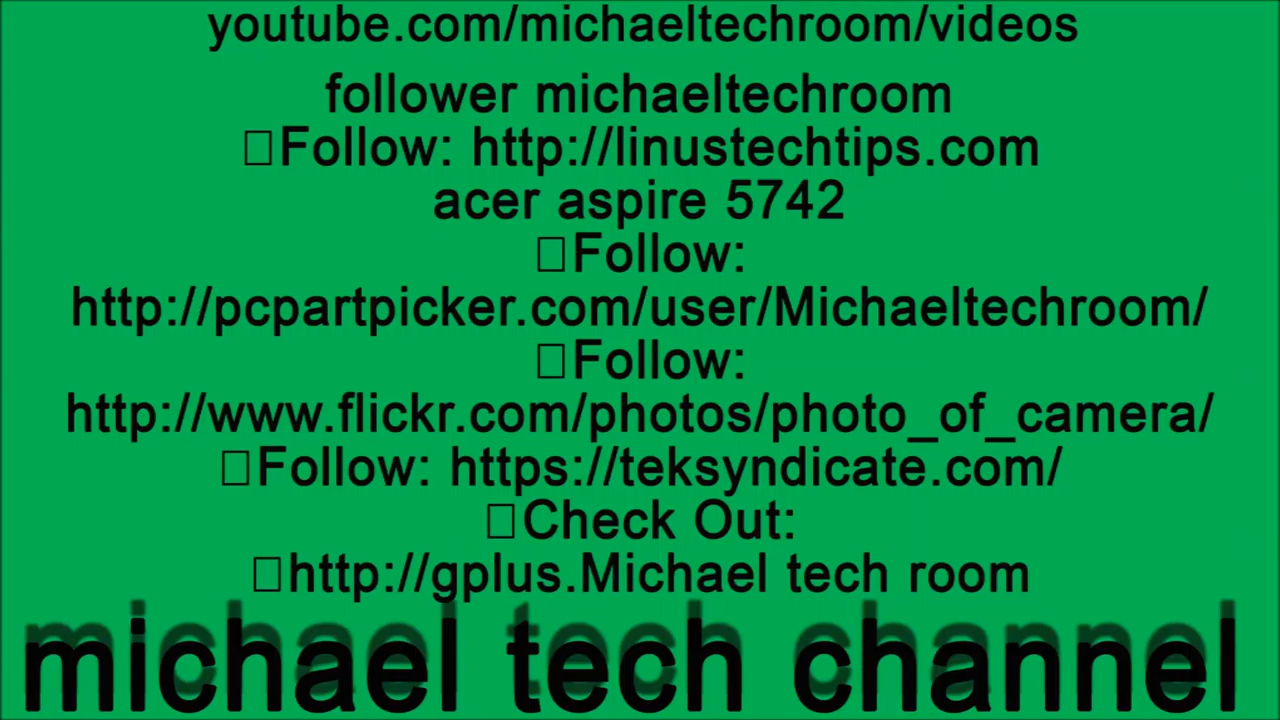 youtube.com/michaeltechroom/videos
follower michaeltechroom
□Follow: http://linustechtips.com
acer aspire 5742
□Follow:
http://pcpartpicker.com/user/Michaeltechroom/
□Follow:
http://www.flickr.com/photos/photo_of_camera/
□Follow: https://teksyndicate.com/
□Check Out:
□http://gplus.Michael tech room
michael tech channel